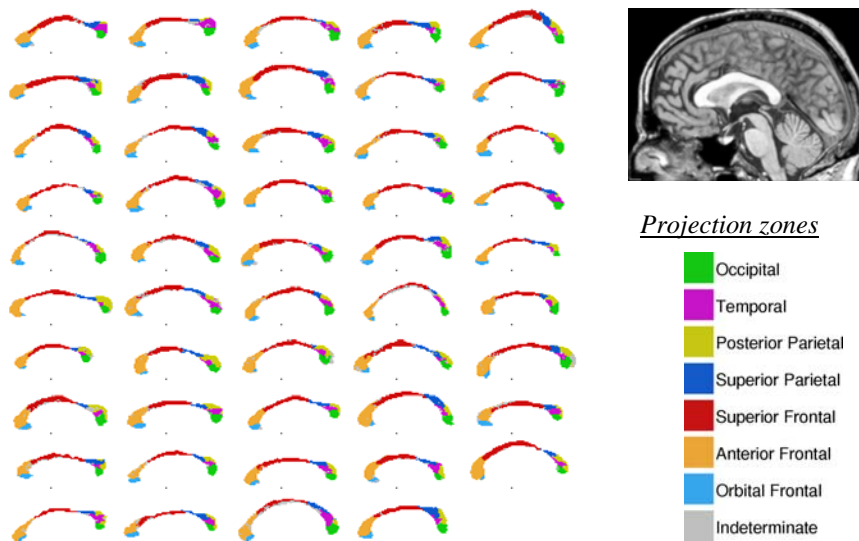 Projection zones
Occipital
Temporal
Posterior Parietal
Superior Parietal
Superior Frontal
Anterior Frontal
Orbital Frontal
Indeterminate